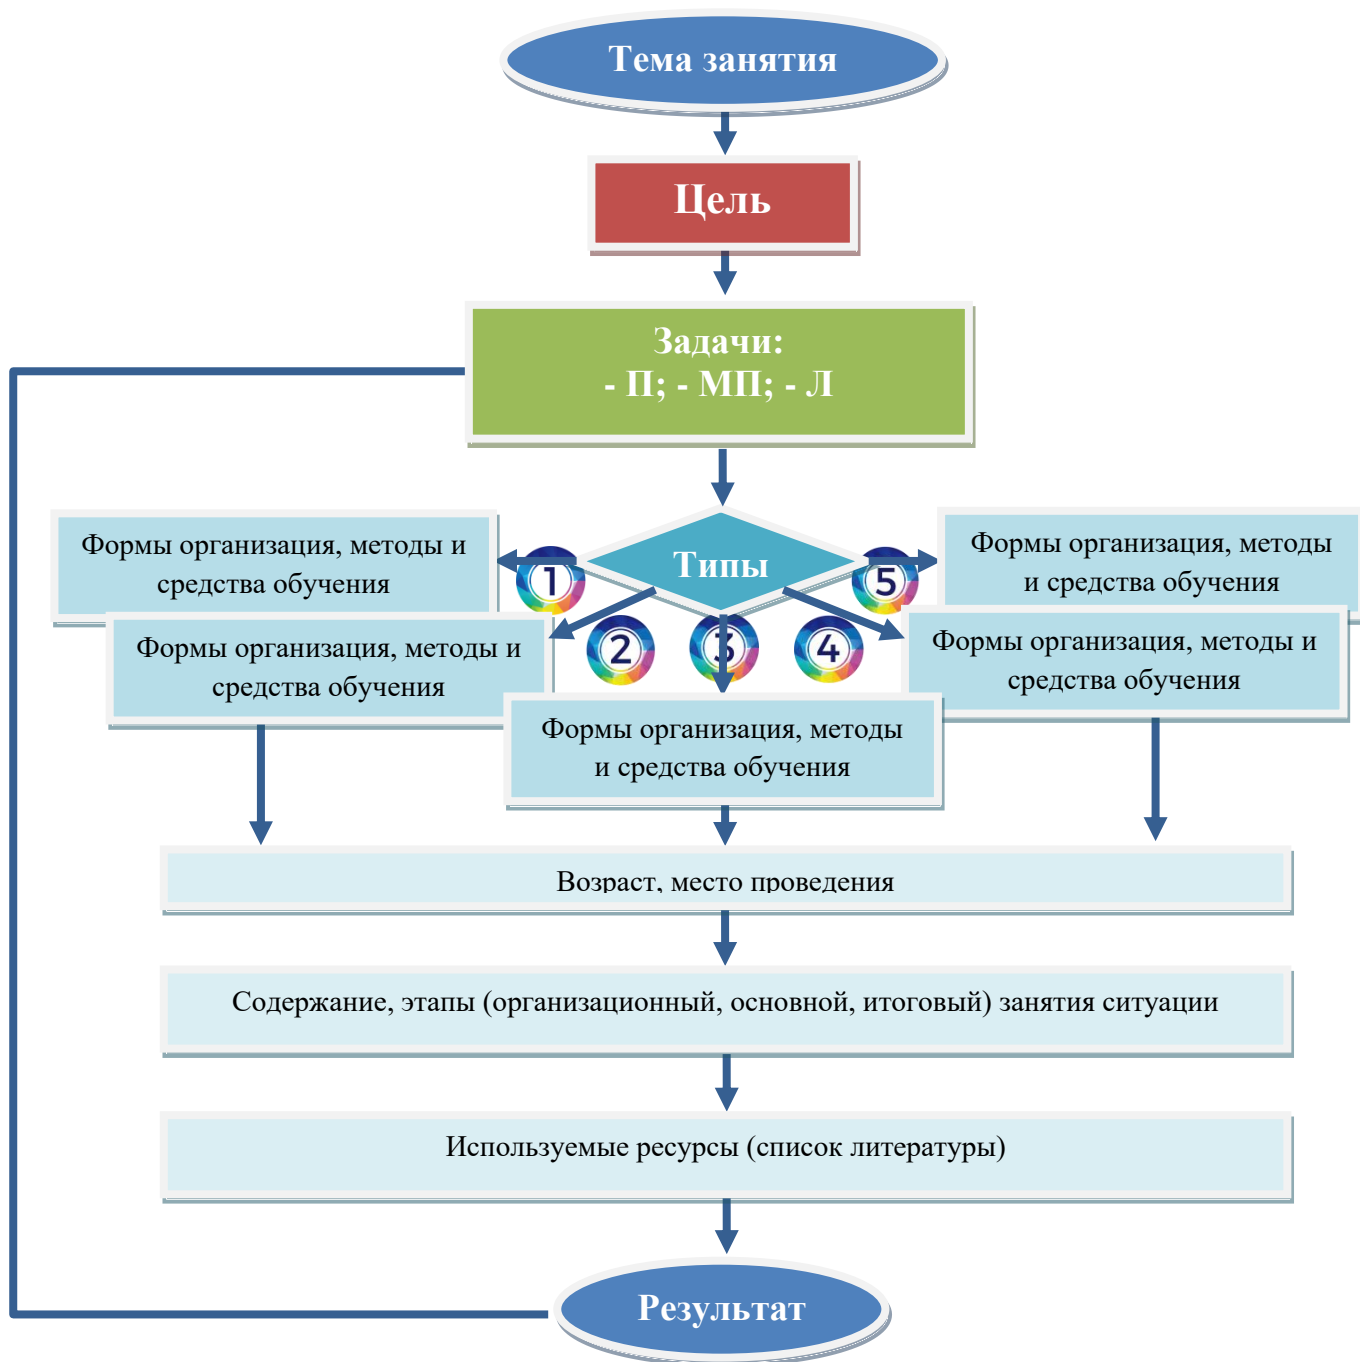 Тема занятия
Цель
Задачи:
- П; - МП; - Л
Формы организация, методы и
средства обучения
1
Типы
5
Формы организация, методы
и средства обучения
Формы организация, методы и
средства обучения
2
3
4
Формы организация, методы и
средства обучения
Формы организация, методы
и средства обучения
Возраст, место проведения
Содержание, этапы (организационный, основной, итоговый) занятия ситуации
Используемые ресурсы (список литературы)
Результат